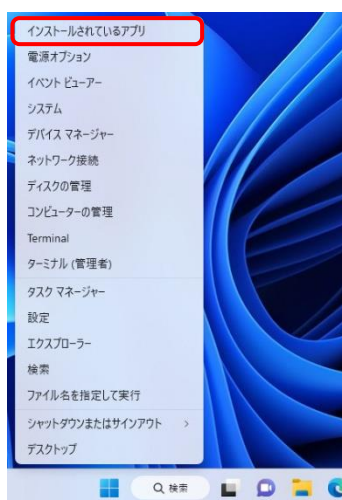 インストールされているアプリ
電源オプション
イベント ビューアー
システム
デバイス マネージャー
ネットワーク接続
ディスクの管理
コンピューターの管理
Terminal
ターミナル (管理者)
タスク マネージャー
設定
エクスプローラー
検索
ファイル名を指定して実行
シャットダウンまたはサインアウト
デスクトップ
検索